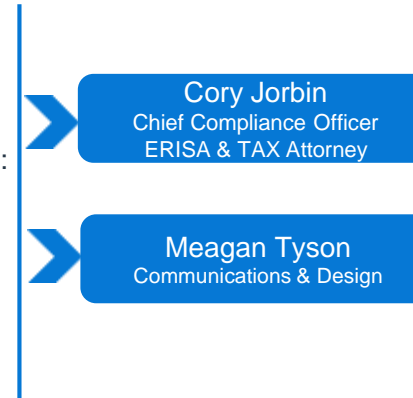 Cory Jorbin
Chief Compliance Officer
ERISA & TAX Attorney
:
Meagan Tyson
Communications & Design